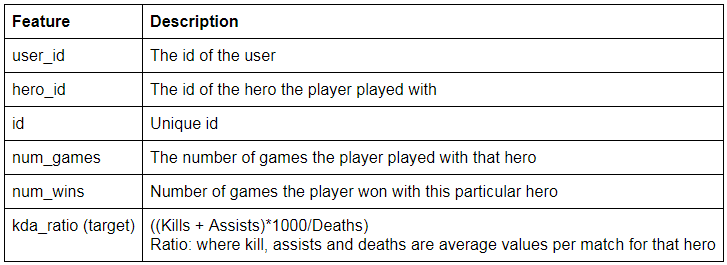 Feature Description
user_id The id of the user
hero_id The id of the hero the player played with
id Unique id
num_games The number of games the player played with that hero
num_wins Number of games the player won with this particular hero
kda_ratio (target) ((Kills + Assists)*1000/Deaths)
Ratio: where kill, assists and deaths are average values per match for that hero